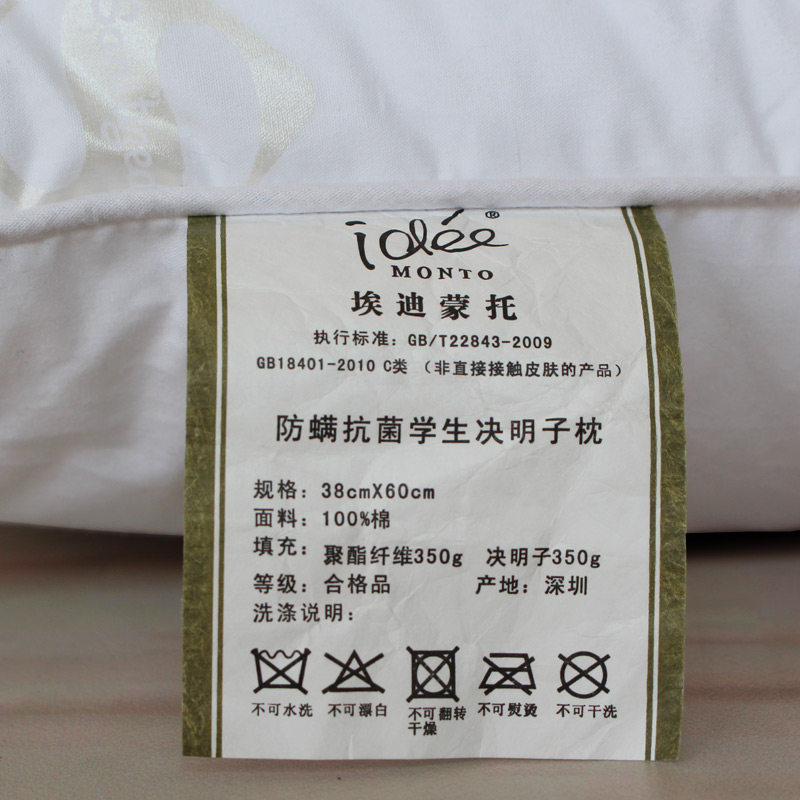 idée®
MONTO
埃迪蒙托
执行标准：GB/T22843-2009
GB18401-2010 C类 （非直接接触皮肤的产品）
防螨抗菌学生决明子枕
规格：38cmX60cm
面料：100%棉
填充：聚酯纤维350g 决明子350g
等级：合格品 产地：深圳
洗涤说明：
不可水洗 不可漂白 不可翻转干燥 不可熨烫 不可干洗